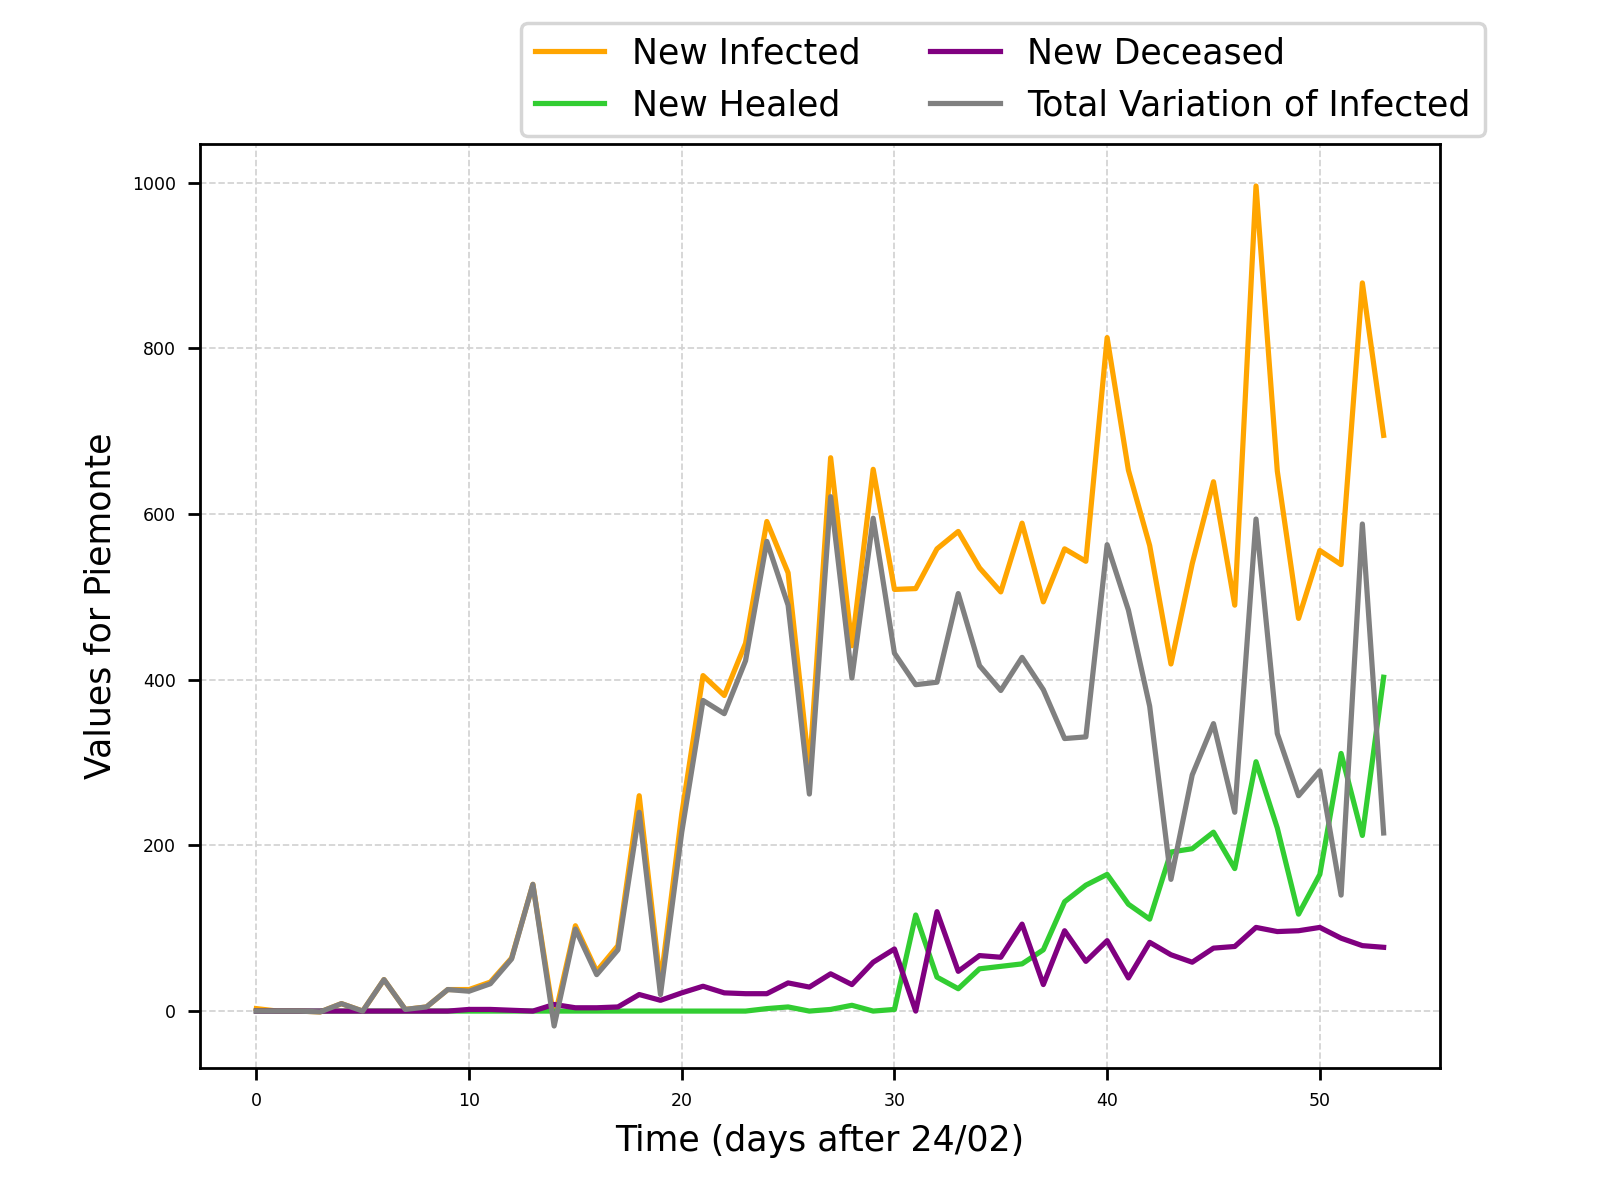 New Infected
New Healed
New Deceased
Total Variation of Infected
1000
800
600
400
200
0
Values for Piemonte
0 10 20 30 40 50
Time (days after 24/02)